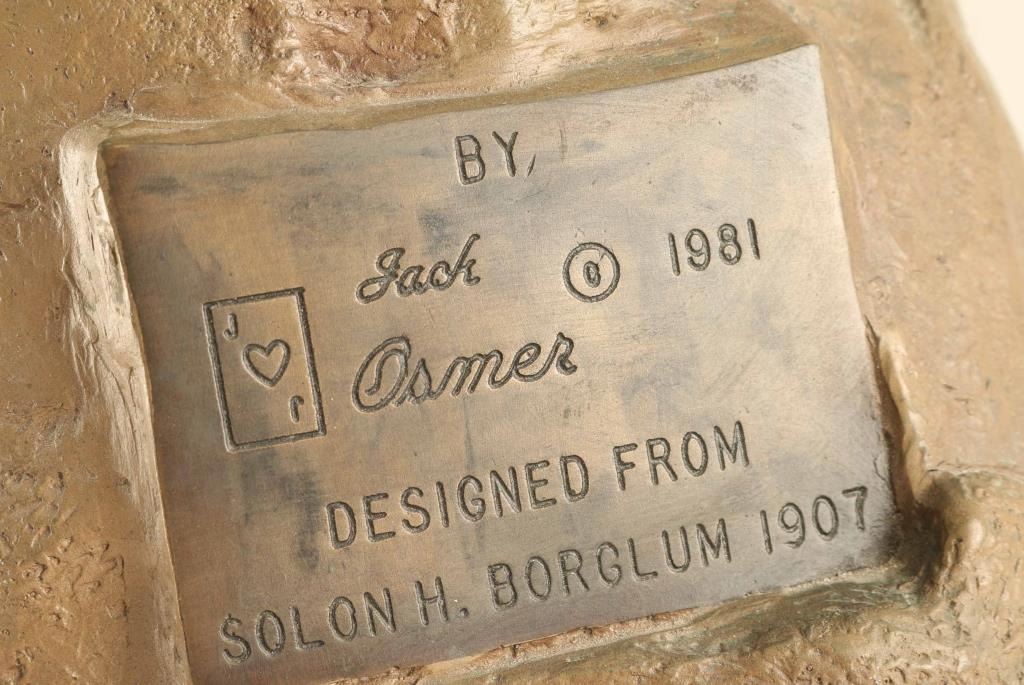 BY,
Jack © 1981
J
J
Osmer
DESIGNED FROM
SOLON H. BORGLUM 1907